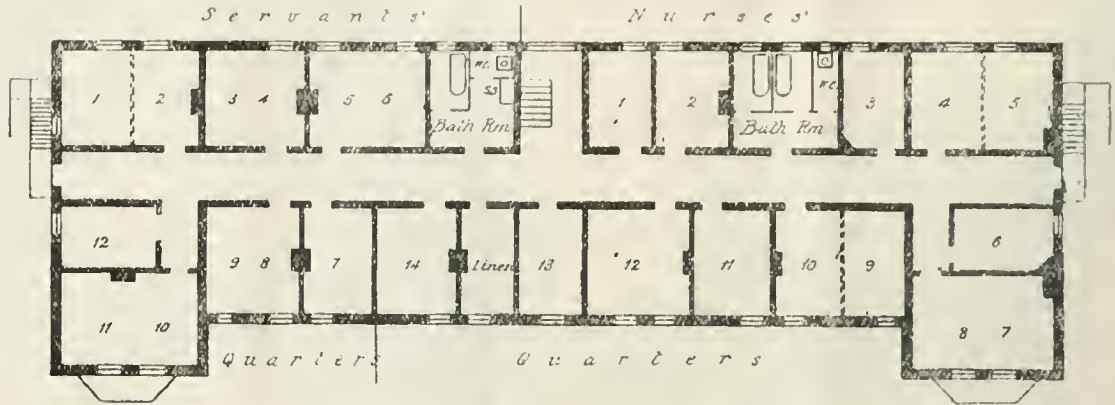 Servants' Nurses'
1 2 3 4 5 6 W.C. SS Bath Rm 1 2 Bath Rm W.C. 3 4 5
12 9 8 7 14 Linen 13 12 11 10 9 6
11 10 8 7
Quarters Quarters